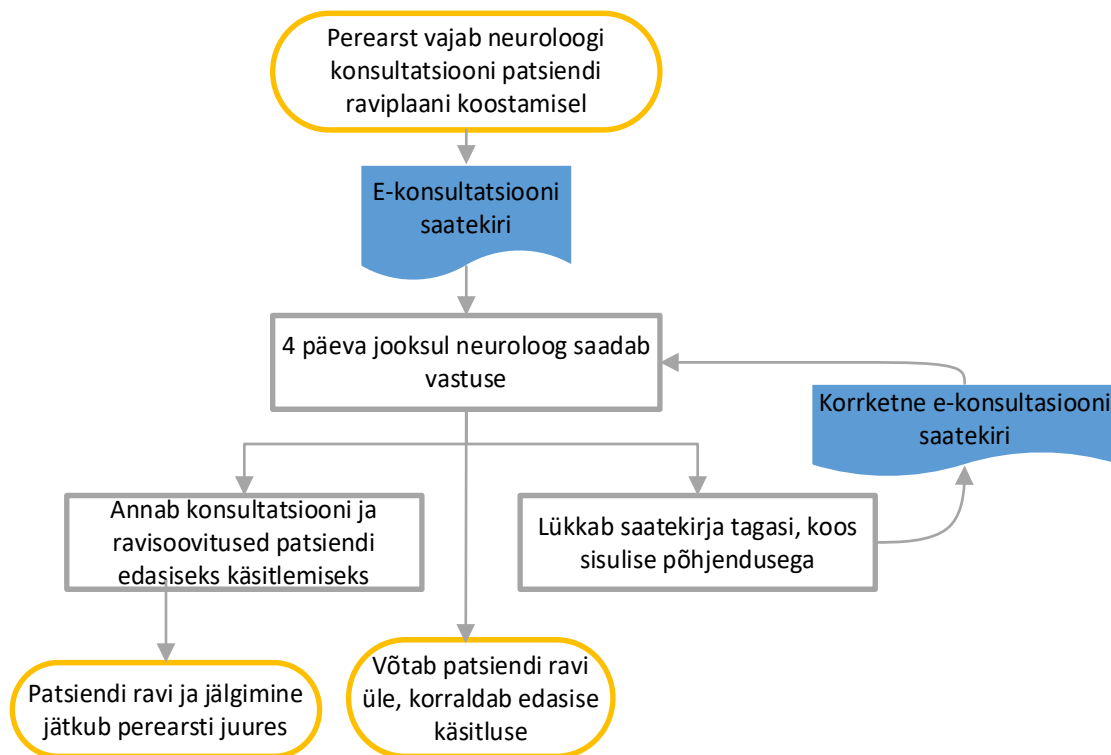 Perearst vajab neuroloogi
konsultatsiooni patsiendi
raviplaani koostamisel
E-konsultatsiooni
saatekiri
4 päeva jooksul neuroloog saadab
vastuse
Korrketne e-konsultasiooni
saatekiri
Annab konsultatsiooni ja
ravisoovitused patsiendi
edasiseks käsitlemiseks
Lükkab saatekirja tagasi, koos
sisulise põhjendusega
Patsiendi ravi ja jälgimine
jätkub perearsti juures
Võtab patsiendi ravi
üle, korraldab edasise
käsitluse